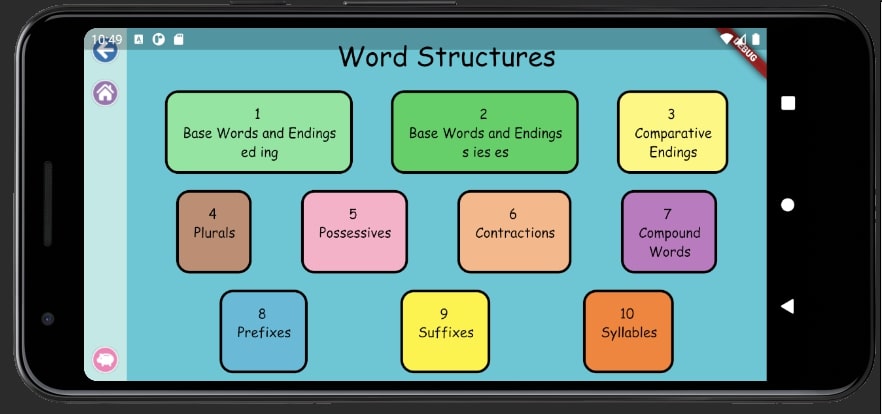 10:49
DEBUG
Word Structures
1
Base Words and Endings
ed ing
2
Base Words and Endings
s ies es
3
Comparative
Endings
4
Plurals
5
Possessives
6
Contractions
7
Compound
Words
8
Prefixes
9
Suffixes
10
Syllables